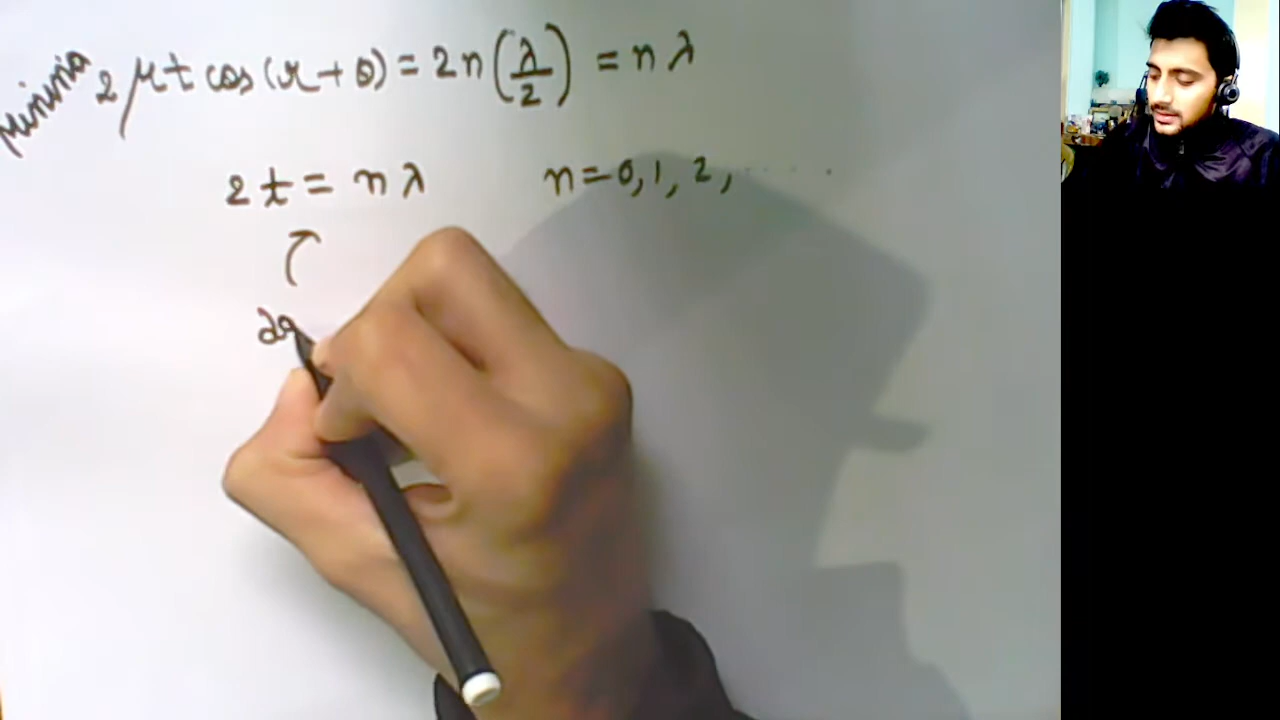 Minima 2μt cos(r+θ) = 2n(λ/2) = nλ
2t = nλ n=0,1,2,.....